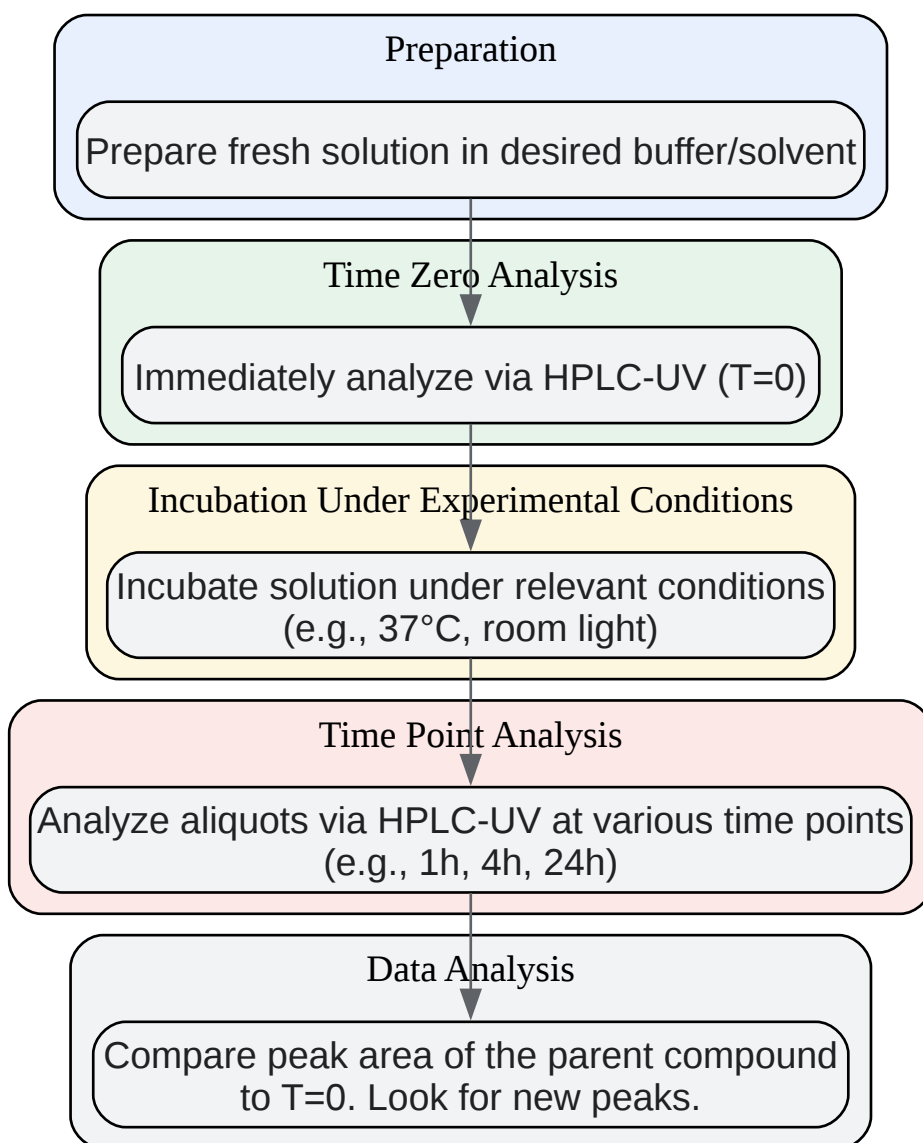 Preparation
Prepare fresh solution in desired buffer/solvent
Time Zero Analysis
Immediately analyze via HPLC-UV (T=0)
Incubation Under Experimental Conditions
Incubate solution under relevant conditions
(e.g., 37°C, room light)
Time Point Analysis
Analyze aliquots via HPLC-UV at various time points
(e.g., 1h, 4h, 24h)
Data Analysis
Compare peak area of the parent compound
to T=0. Look for new peaks.